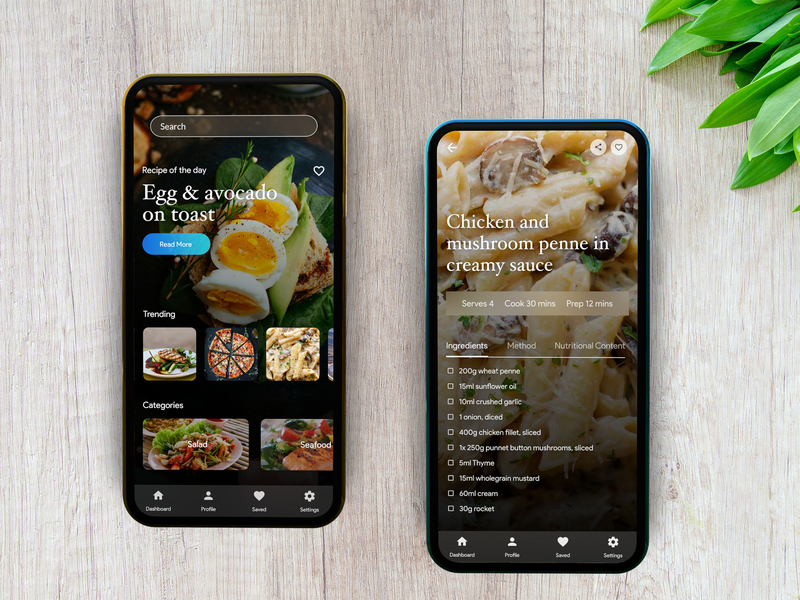 Search
Recipe of the day
Egg & avocado
on toast
Read More
Trending
Categories
Salad
Seafood
Dashboard Profile Saved Settings
Chicken and
mushroom penne in
creamy sauce
Serves 4 Cook 30 mins Prep 12 mins
Ingredients Method Nutritional Content
200g wheat penne
15ml sunflower oil
10ml crushed garlic
1 onion, diced
400g chicken fillet, sliced
1x 250g punnet button mushrooms, sliced
5ml Thyme
15ml wholegrain mustard
60ml cream
30g rocket
Dashboard Profile Saved Settings